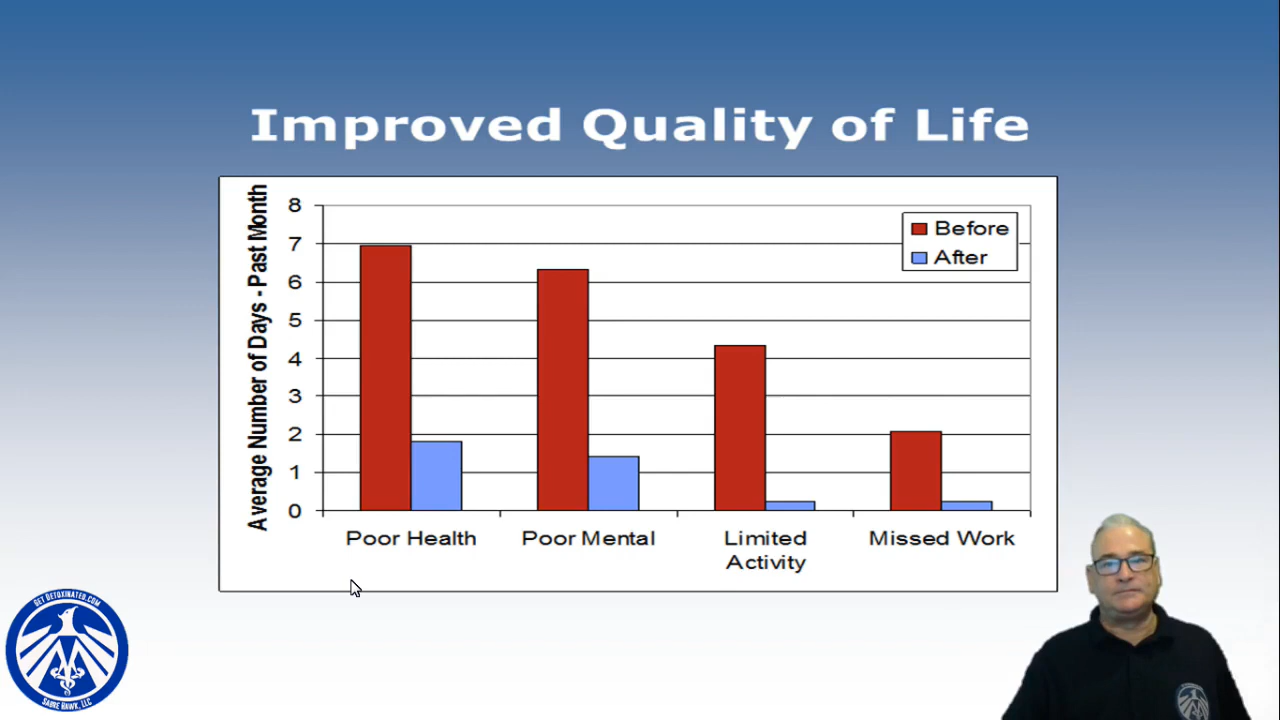 Improved Quality of Life
Average Number of Days - Past Month
8
7
6
5
4
3
2
1
0
Before
After
Poor Health
Poor Mental
Limited
Activity
Missed Work
GET DETOXINATED.COM
SABRE HAWK, LLC